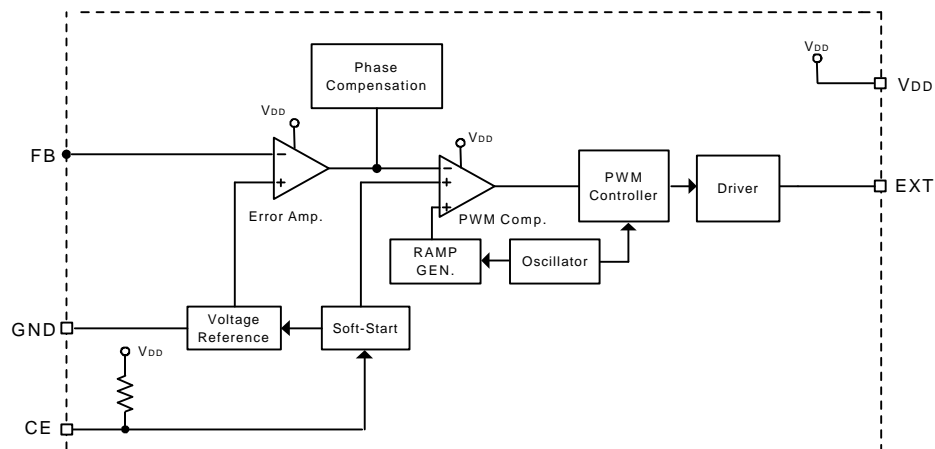 VDD
VDD
Phase
Compensation
VDD
VDD
FB
−
+
Error Amp.
−
+
+
PWM Comp.
PWM
Controller
Driver
EXT
RAMP
GEN.
Oscillator
GND
Voltage
Reference
Soft-Start
VDD
CE